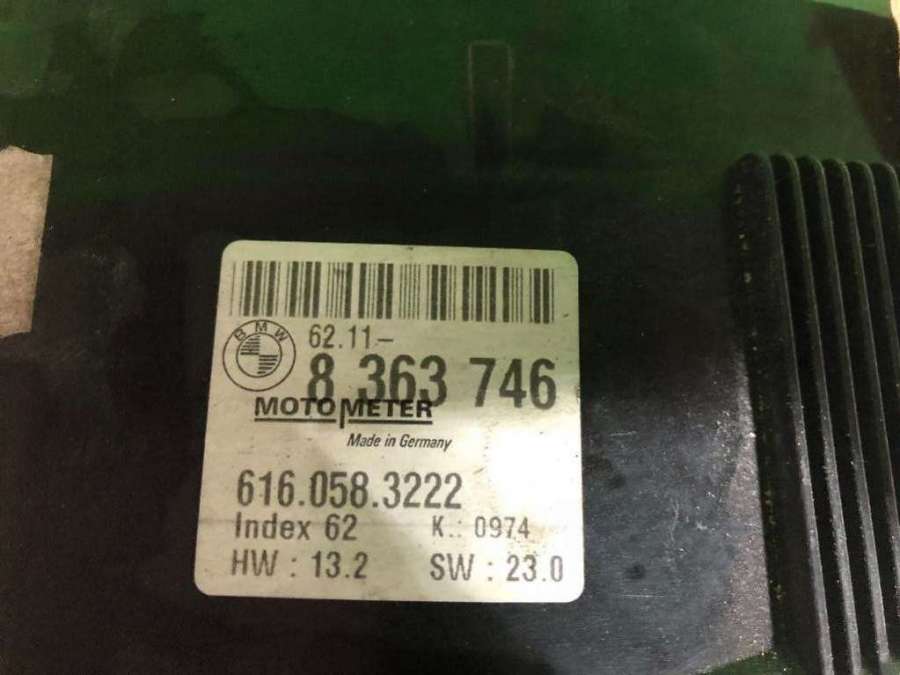 BMW
62.11-
8 363 746
MOTOMETER
Made in Germany
616.058.3222
Index 62 K.: 0974
HW : 13.2 SW : 23.0